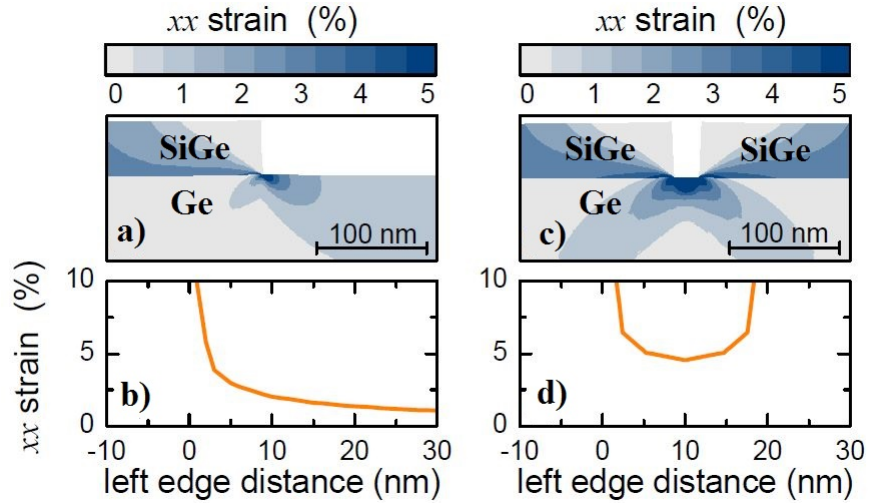 xx strain (%)
0 1 2 3 4 5
SiGe
Ge
a)
100 nm
10
5
0
xx strain (%)
b)
-10 0 10 20 30
left edge distance (nm)
xx strain (%)
0 1 2 3 4 5
SiGe SiGe
Ge
c)
100 nm
10
5
0
d)
-10 0 10 20 30
left edge distance (nm)